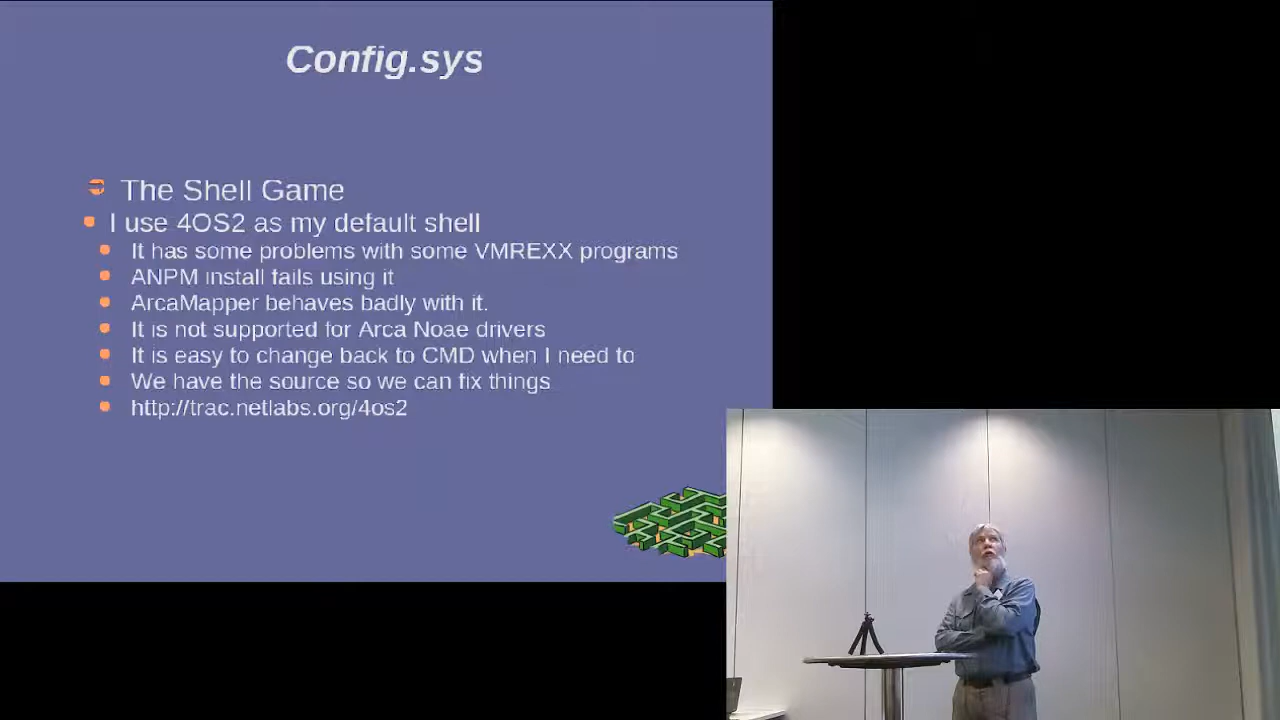 Config.sys
The Shell Game
I use 4OS2 as my default shell
It has some problems with some VMREXX programs
ANPM install fails using it
ArcaMapper behaves badly with it.
It is not supported for Arca Noae drivers
It is easy to change back to CMD when I need to
We have the source so we can fix things
http://trac.netlabs.org/4os2